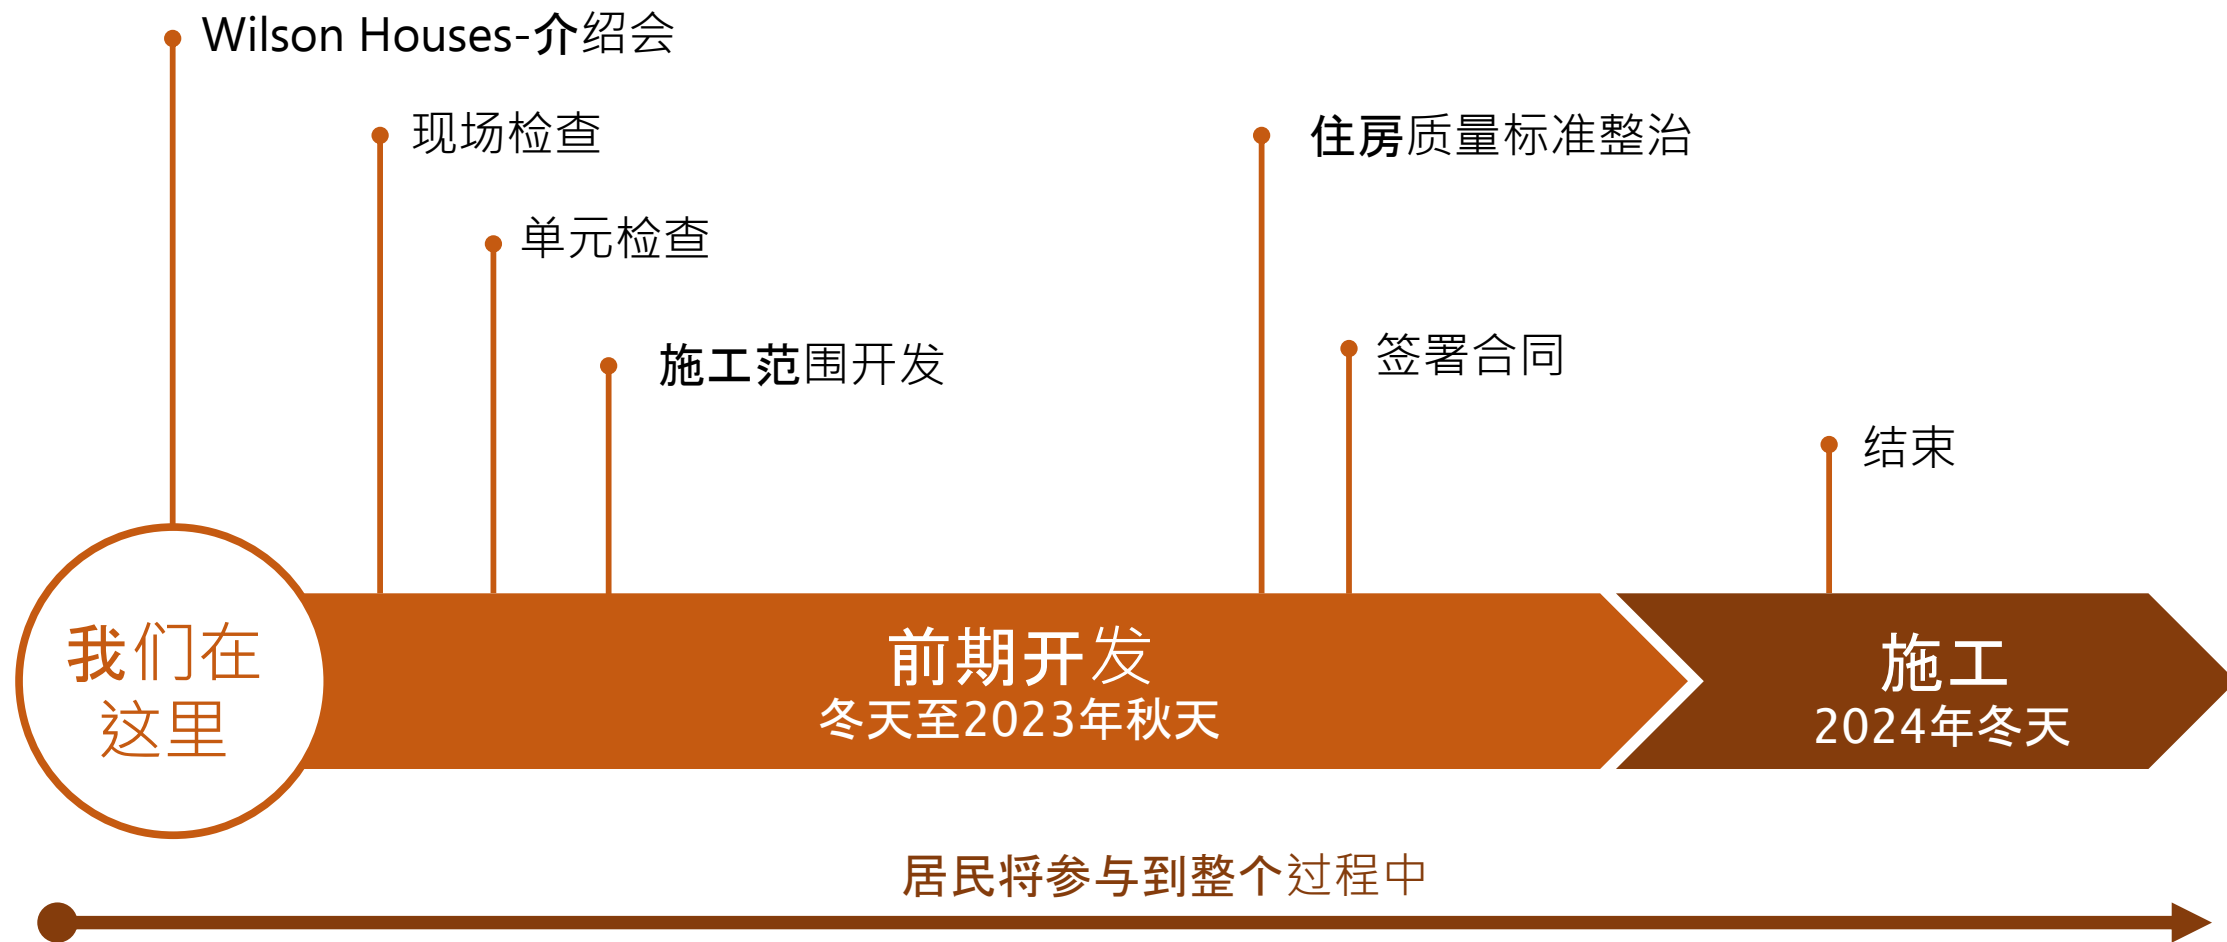 Wilson Houses-介绍会
现场检查
住房质量标准整治
单元检查
施工范围开发
签署合同
结束
我们在
这里
前期开发
冬天至2023年秋天
施工
2024年冬天
居民将参与到整个过程中